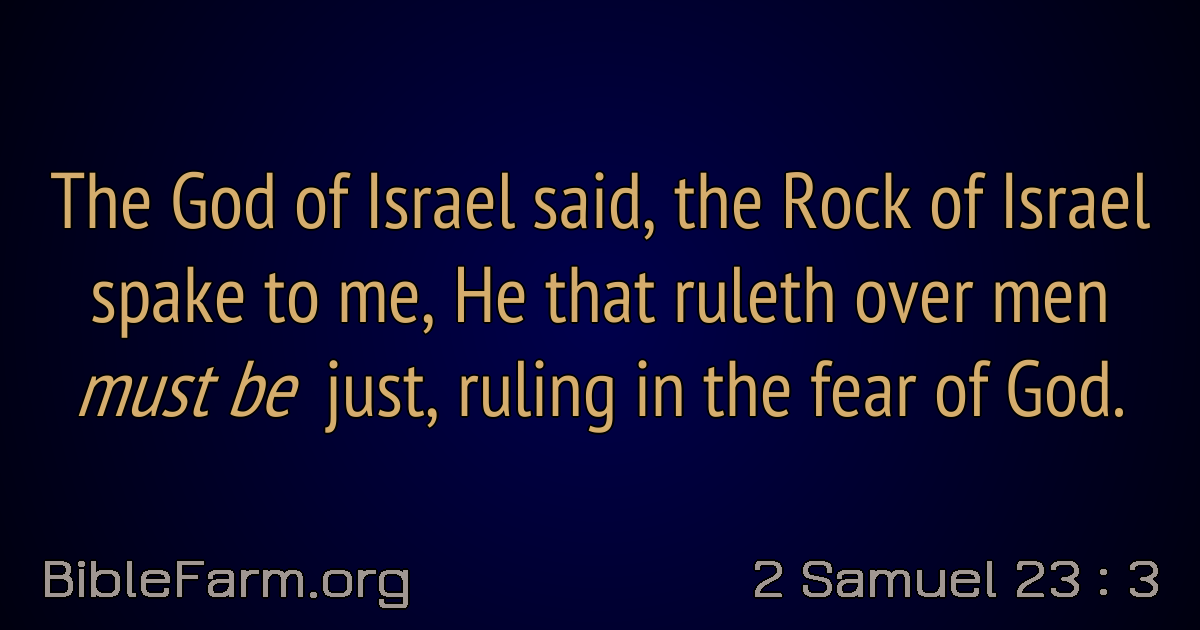 The God of Israel said, the Rock of Israel
spake to me, He that ruleth over men
must be just, ruling in the fear of God.
BibleFarm.org
2 Samuel 23 : 3